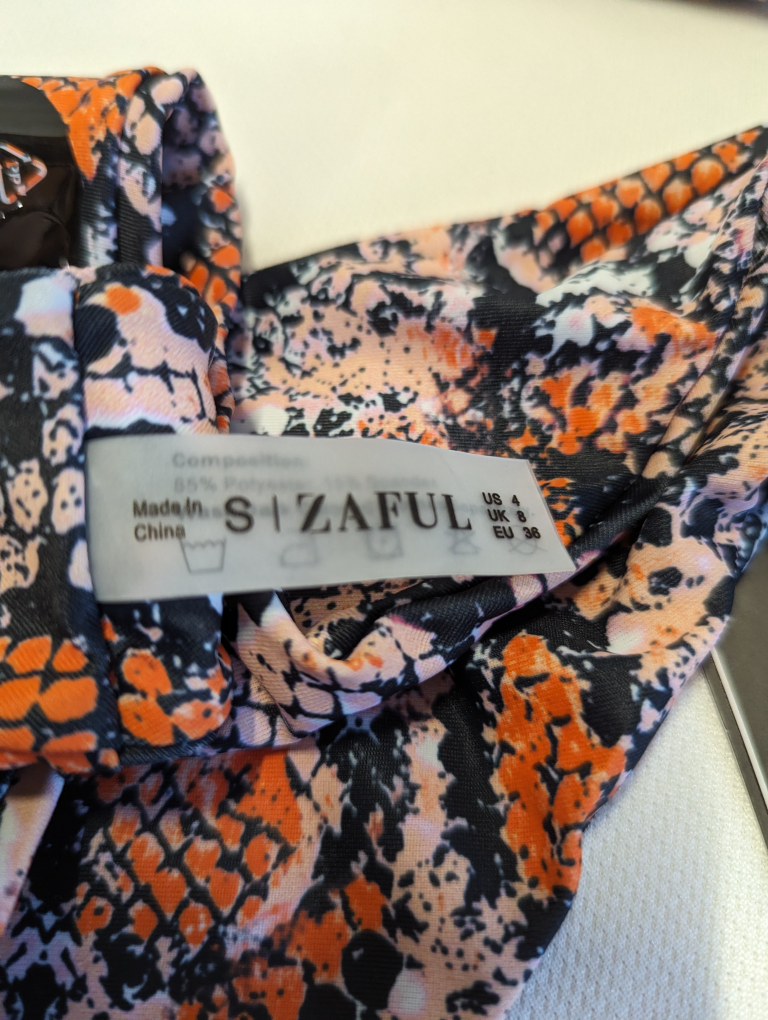 Composition:
85% Polyester, 15% Spandex
Made in
China
S | ZAFUL
US 4
UK 8
EU 36